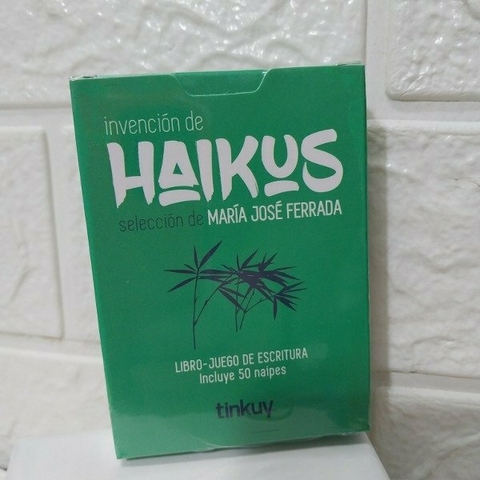 invención de
HAIKUS
selección de MARÍA JOSÉ FERRADA
LIBRO-JUEGO DE ESCRITURA
Incluye 50 naipes
tinkuy